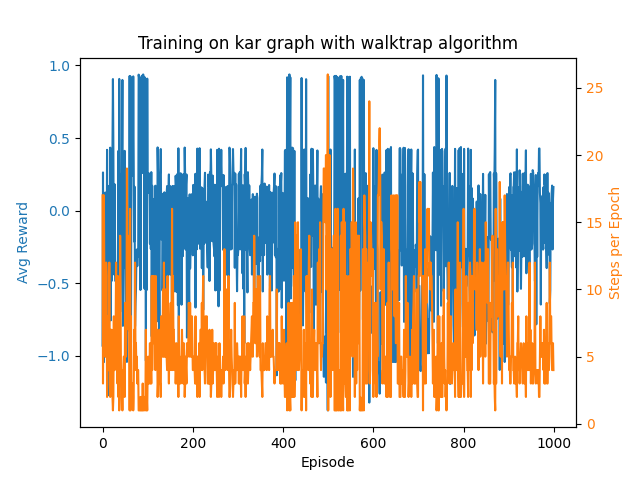 Training on kar graph with walktrap algorithm
1.0
0.5
0.0
−0.5
−1.0
Avg Reward
25
20
15
10
5
0
Steps per Epoch
0 200 400 600 800 1000
Episode